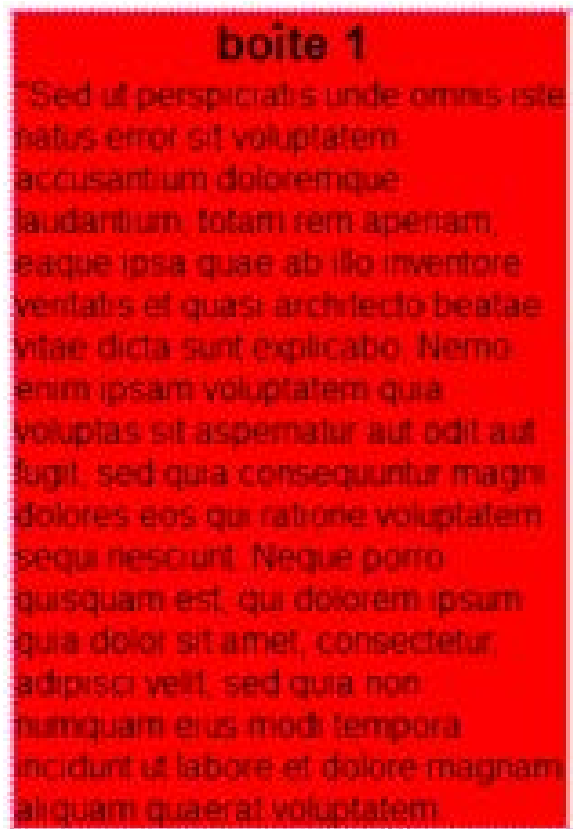 boîte 1
"Sed ut perspiciatis unde omnis iste
natus error sit voluptatem
accusantium doloremque
laudantium, totam rem aperiam,
eaque ipsa quae ab illo inventore
veritatis et quasi architecto beatae
vitae dicta sunt explicabo. Nemo
enim ipsam voluptatem quia
voluptas sit aspernatur aut odit aut
fugit, sed quia consequuntur magni
dolores eos qui ratione voluptatem
sequi nesciunt. Neque porro
quisquam est, qui dolorem ipsum
quia dolor sit amet, consectetur,
adipisci velit, sed quia non
numquam eius modi tempora
incidunt ut labore et dolore magnam
aliquam quaerat voluptatem.